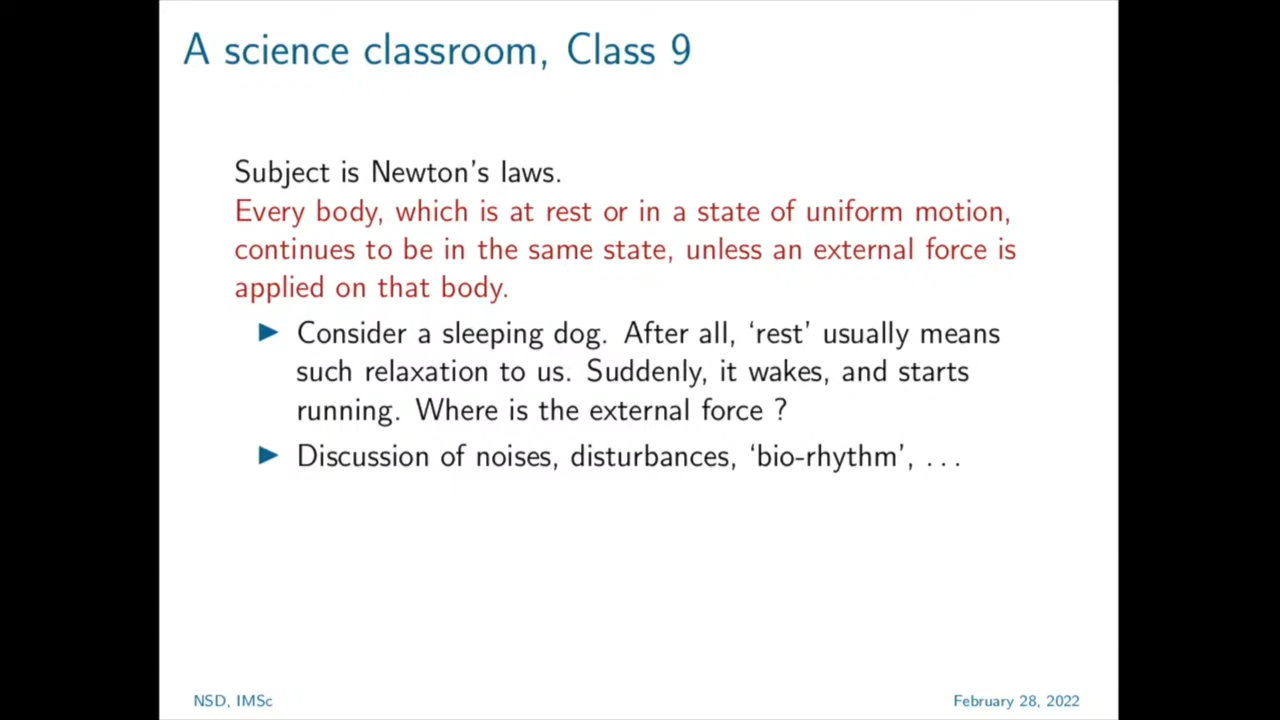 A science classroom, Class 9
Subject is Newton's laws.
Every body, which is at rest or in a state of uniform motion,
continues to be in the same state, unless an external force is
applied on that body.
▶ Consider a sleeping dog. After all, ‘rest’ usually means
such relaxation to us. Suddenly, it wakes, and starts
running. Where is the external force ?
▶ Discussion of noises, disturbances, ‘bio-rhythm’, . . .
NSD, IMSc
February 28, 2022